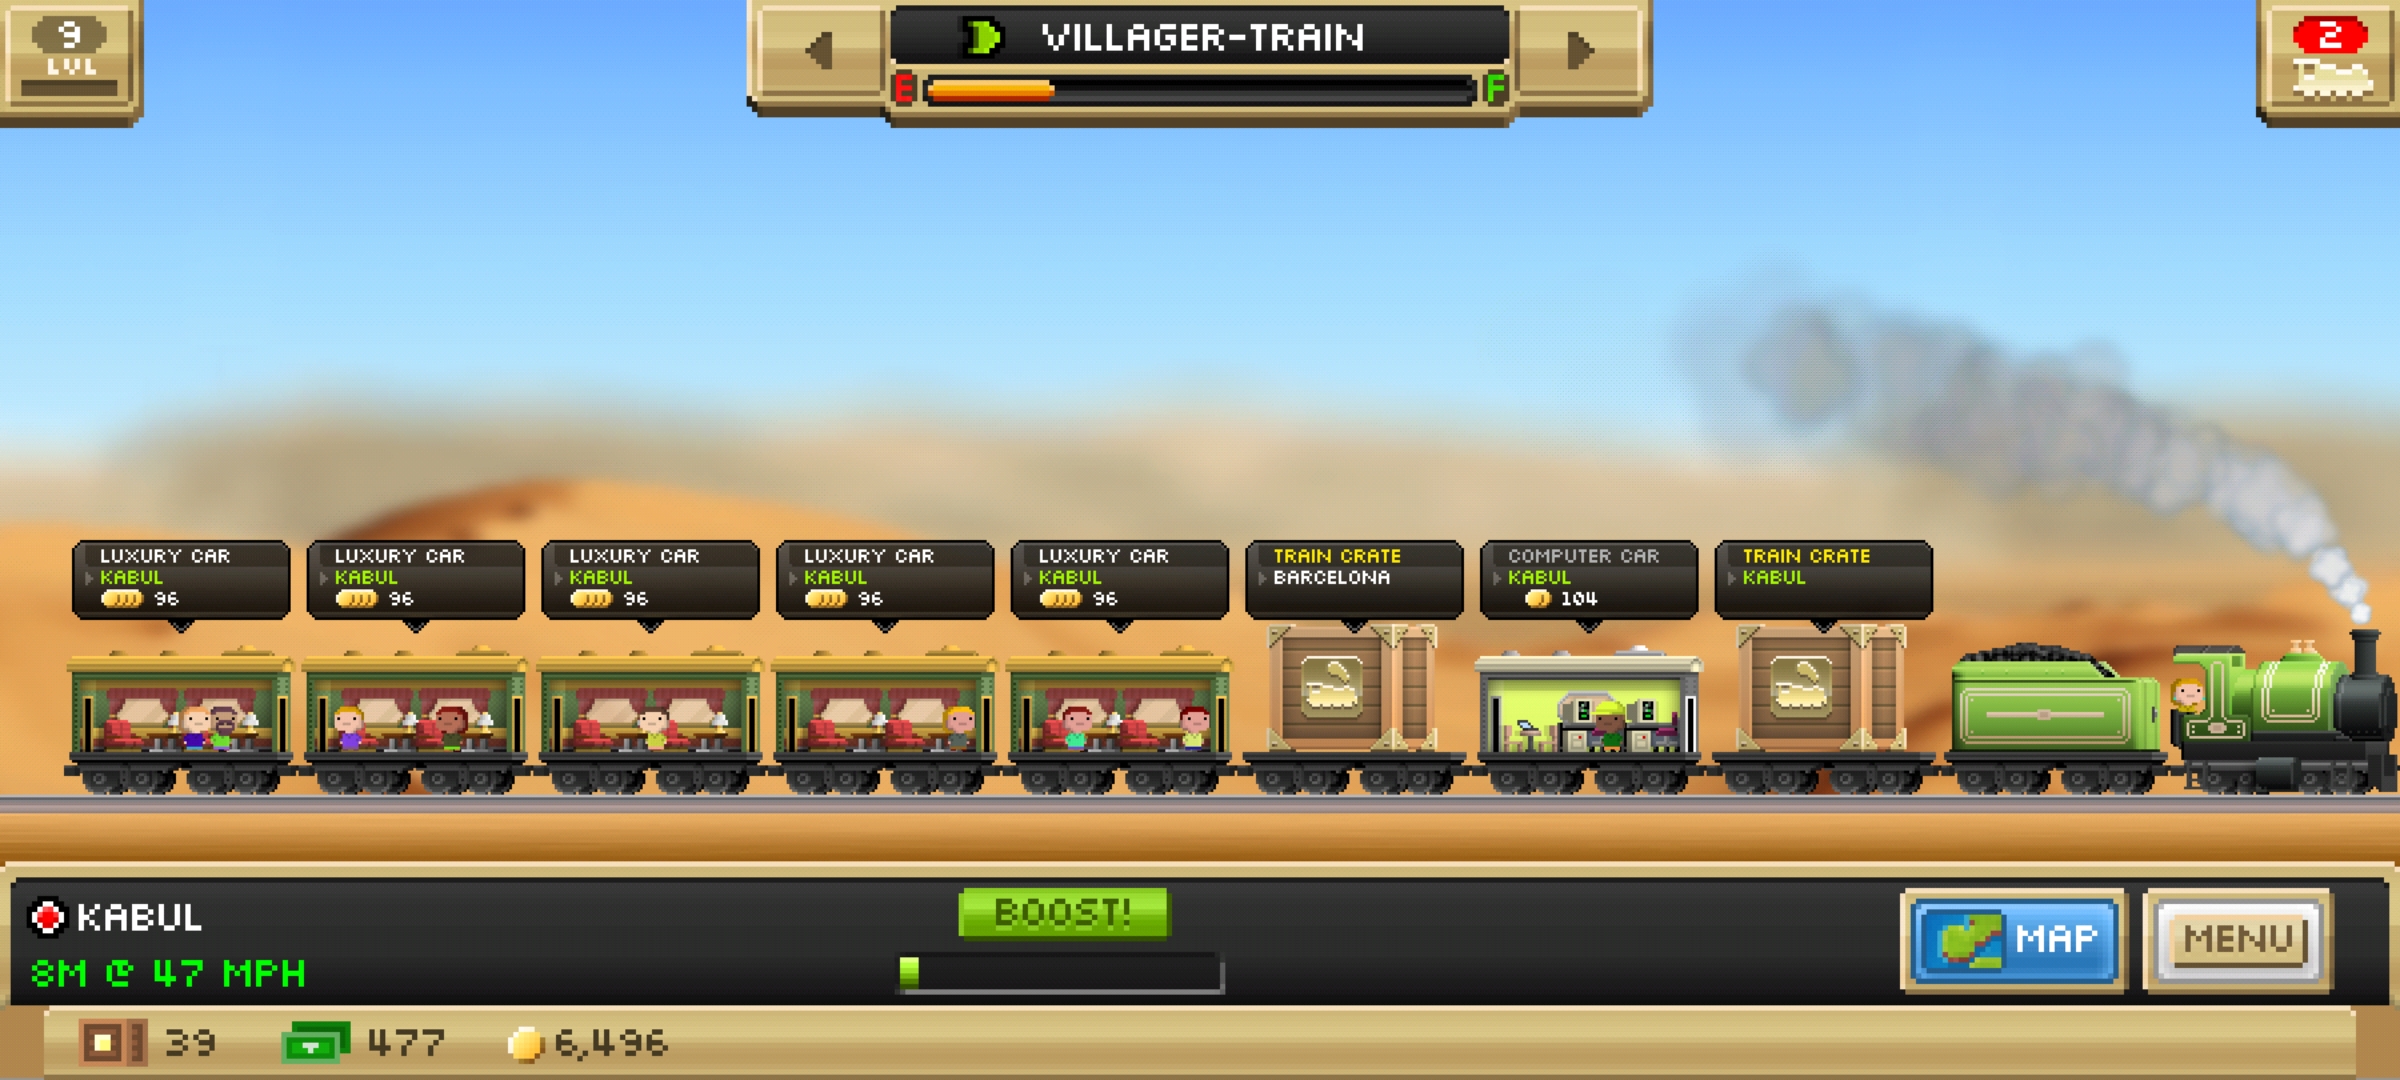 9
LVL
VILLAGER-TRAIN
E F
2
LUXURY CAR
KABUL
96
LUXURY CAR
KABUL
96
LUXURY CAR
KABUL
96
LUXURY CAR
KABUL
96
LUXURY CAR
KABUL
96
TRAIN CRATE
BARCELONA
COMPUTER CAR
KABUL
104
TRAIN CRATE
KABUL
KABUL
8M @ 47 MPH
BOOST!
MAP
MENU
39
477
6,496